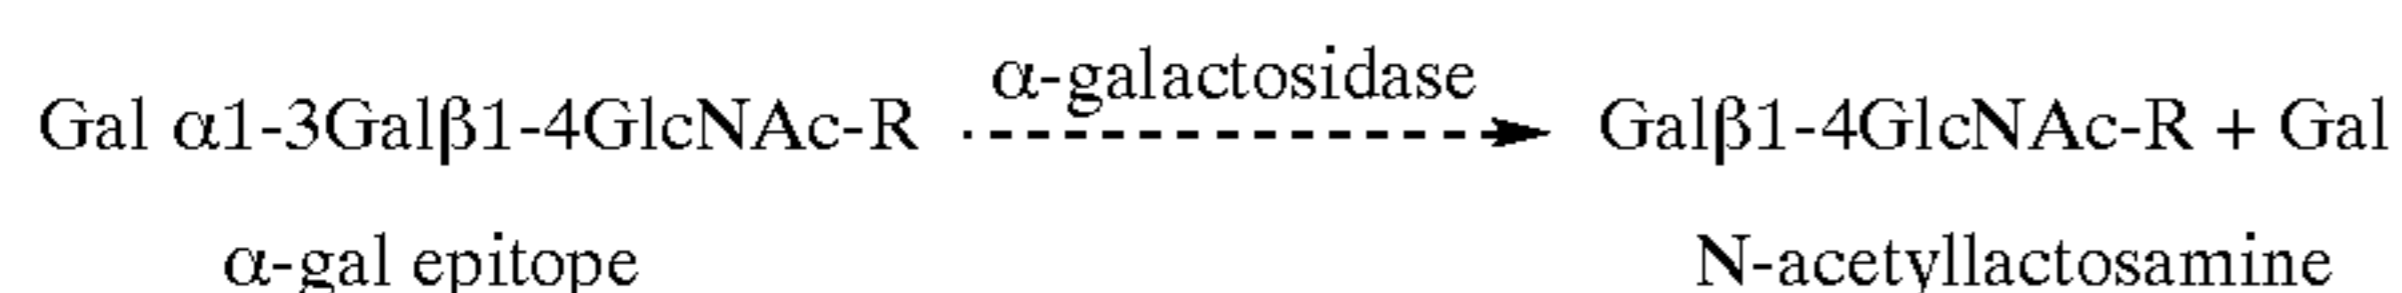 α-galactosidase
Gal α1-3Galβ1-4GlcNAc-R Galβ1-4GlcNAc-R + Gal
α-gal epitope N-acetyllactosamine